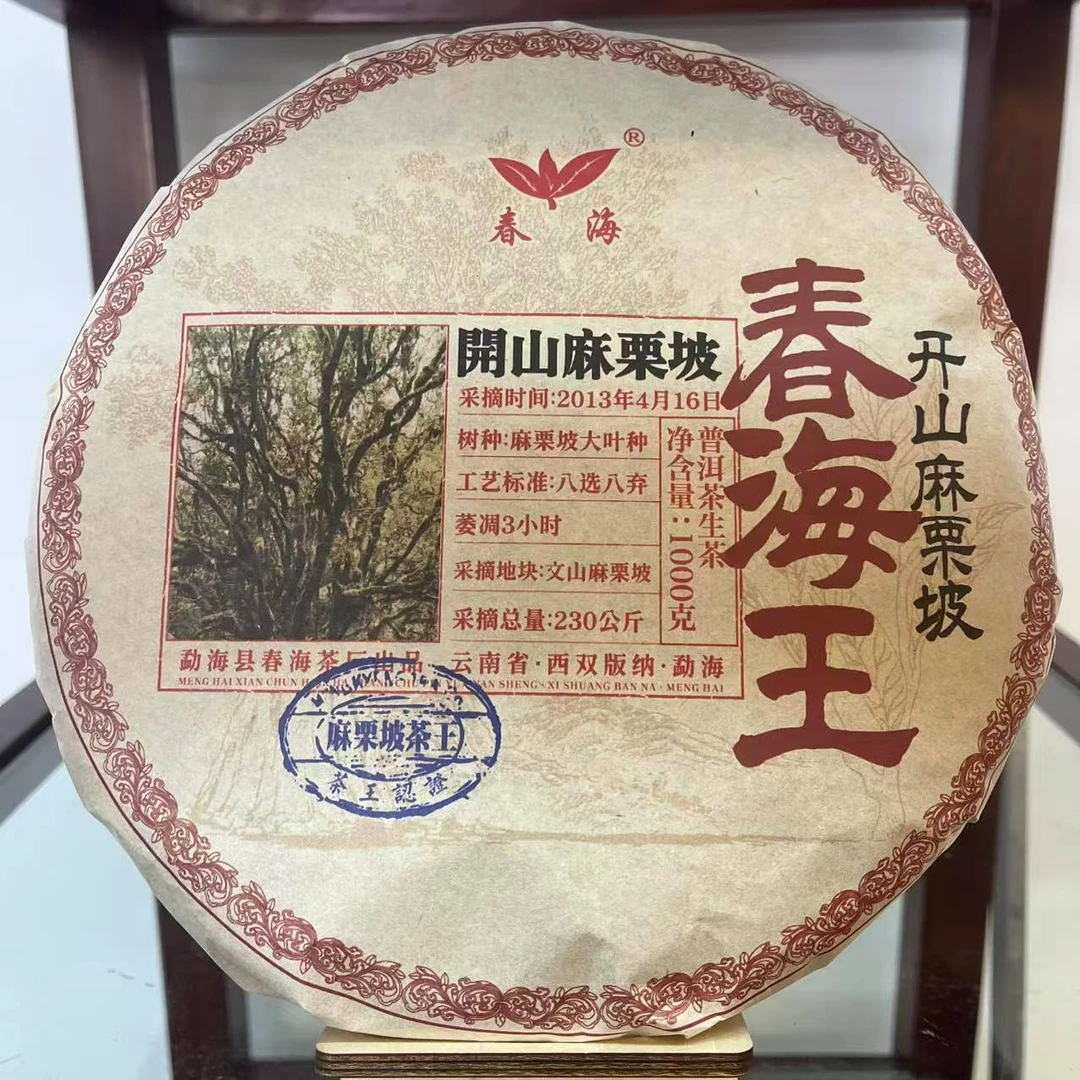 ®
春海
春海王
开山麻栗坡
開山麻栗坡
采摘时间:2013年4月16日
树种:麻栗坡大叶种
工艺标准:八选八弃
萎凋3小时
采摘地块:文山麻栗坡
采摘总量:230公斤
普洱茶生茶
净含量:1000克
勐海县春海茶厂出品 云南省·西双版纳·勐海
MENG HAI XIAN CHUN H SHENG·XI SHUANG BAN NA·MENG HAI
麻栗坡茶王
茶王認證